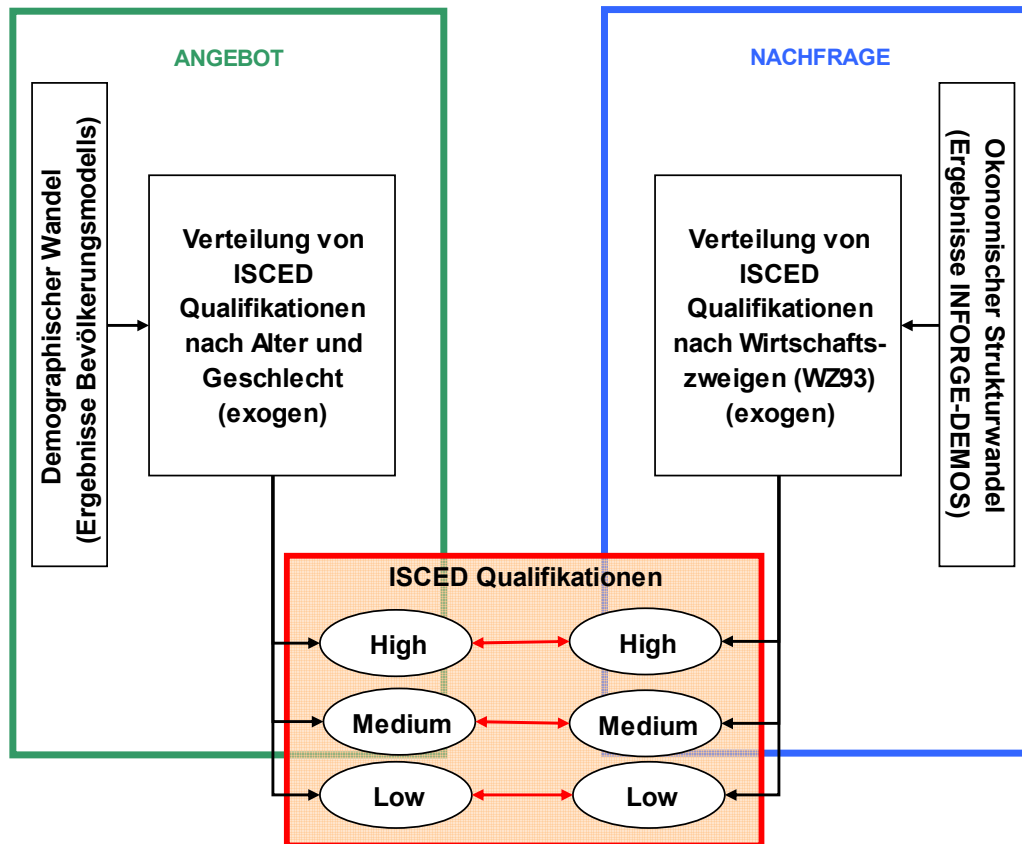 ANGEBOT
Demographischer Wandel
(Ergebnisse Bevölkerungsmodells)
Verteilung von
ISCED
Qualifikationen
nach Alter und
Geschlecht
(exogen)
NACHFRAGE
Verteilung von
ISCED
Qualifikationen
nach Wirtschafts-
zweigen (WZ93)
(exogen)
Okonomischer Strukturwandel
(Ergebnisse INFORGE-DEMOS)
ISCED Qualifikationen
High
High
Medium
Medium
Low
Low